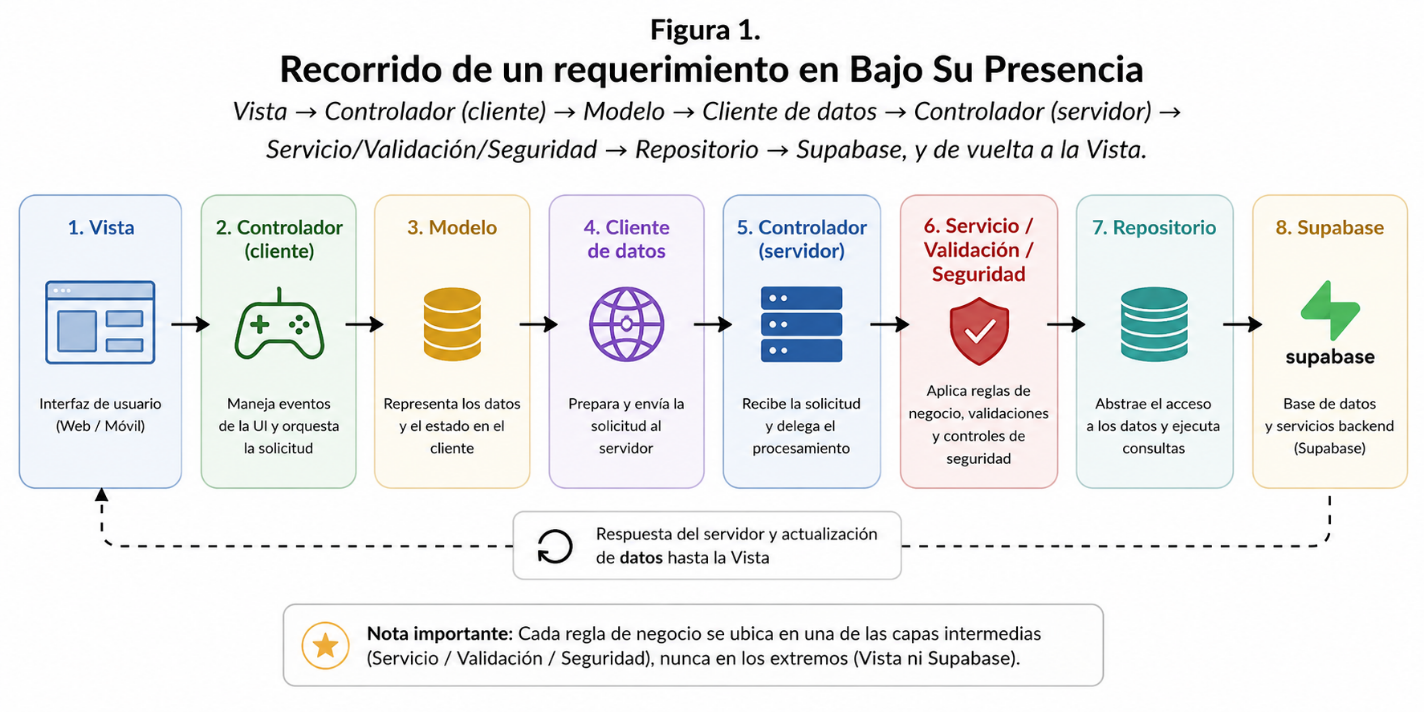 Figura 1.
Recorrido de un requerimiento en Bajo Su Presencia
Vista → Controlador (cliente) → Modelo → Cliente de datos → Controlador (servidor) →
Servicio/Validación/Seguridad → Repositorio → Supabase, y de vuelta a la Vista.
1. Vista
Interfaz de usuario
(Web / Móvil)
2. Controlador
(cliente)
Maneja eventos
de la UI y orquesta
la solicitud
3. Modelo
Representa los datos
y el estado en el
cliente
4. Cliente
de datos
Prepara y envía la
solicitud al
servidor
5. Controlador
(servidor)
Recibe la solicitud
y delega el
procesamiento
6. Servicio /
Validación /
Seguridad
Aplica reglas de
negocio, validaciones
y controles de
seguridad
7. Repositorio
Abstrae el acceso
a los datos y ejecuta
consultas
8. Supabase
supabase
Base de datos
y servicios backend
(Supabase)
Respuesta del servidor y actualización
de datos hasta la Vista
Nota importante: Cada regla de negocio se ubica en una de las capas intermedias
(Servicio / Validación / Seguridad), nunca en los extremos (Vista ni Supabase).